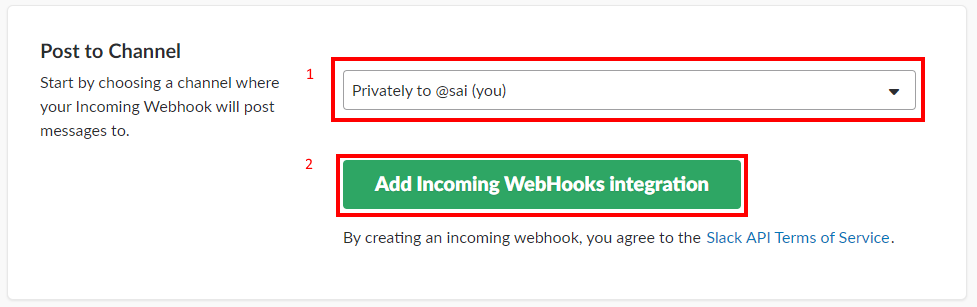 Post to Channel
Start by choosing a channel where
your Incoming Webhook will post
messages to.
1
Privately to @sai (you)
2
Add Incoming WebHooks integration
By creating an incoming webhook, you agree to the Slack API Terms of Service.